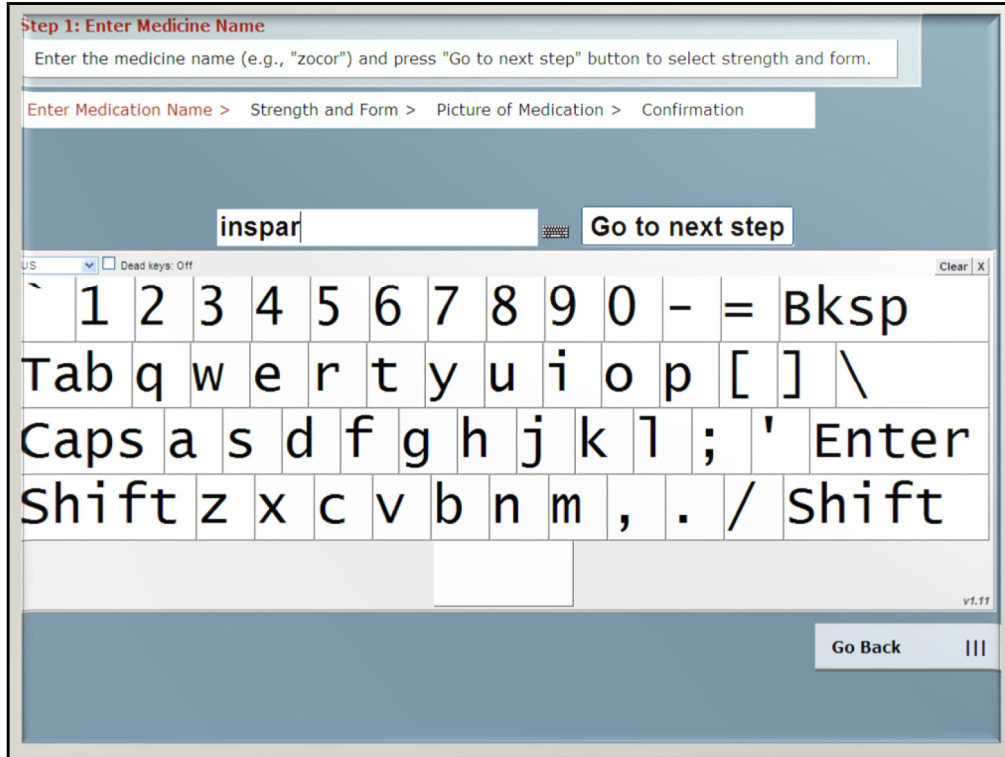 Step 1: Enter Medicine Name
Enter the medicine name (e.g., "zocor") and press "Go to next step" button to select strength and form.
Enter Medication Name > Strength and Form > Picture of Medication > Confirmation
inspar Go to next step
US Dead keys: Off Clear X
` 1 2 3 4 5 6 7 8 9 0 - = Bksp
Tab q w e r t y u i o p [ ] \
Caps a s d f g h j k l ; ' Enter
Shift z x c v b n m , . / Shift
v1.11
Go Back |||